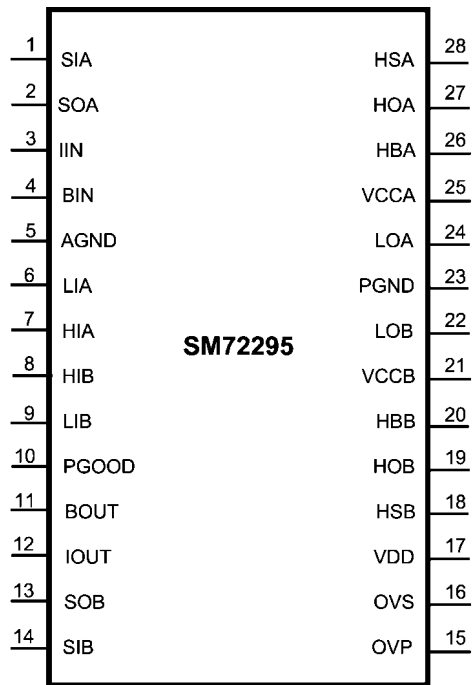 1 SIA HSA 28
2 SOA HOA 27
3 IIN HBA 26
4 BIN VCCA 25
5 AGND LOA 24
6 LIA PGND 23
7 HIA LOB 22
SM72295
8 HIB VCCB 21
9 LIB HBB 20
10 PGOOD HOB 19
11 BOUT HSB 18
12 IOUT VDD 17
13 SOB OVS 16
14 SIB OVP 15